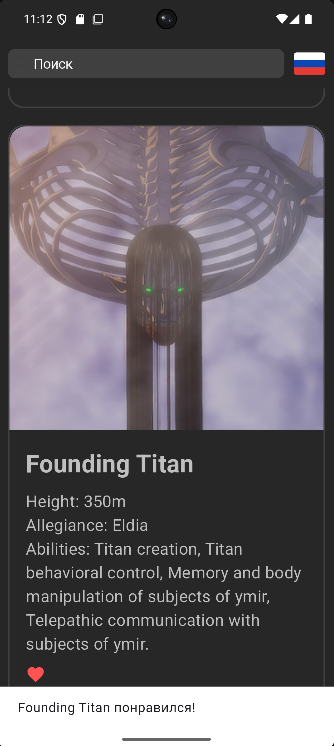 11:12
Поиск
Founding Titan
Height: 350m
Allegiance: Eldia
Abilities: Titan creation, Titan
behavioral control, Memory and body
manipulation of subjects of ymir,
Telepathic communication with
subjects of ymir.
Founding Titan понравился!